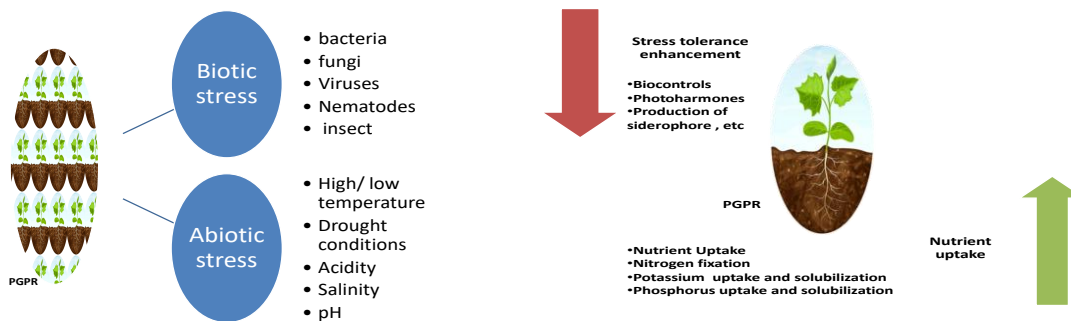 Biotic
stress
• bacteria
• fungi
• Viruses
• Nematodes
• insect
Abiotic
stress
• High/ low
temperature
• Drought
conditions
• Acidity
• Salinity
• pH
PGPR
Stress tolerance
enhancement
•Biocontrols
•Photoharmones
•Production of
siderophore , etc
PGPR
•Nutrient Uptake
•Nitrogen fixation
•Potassium uptake and solubilization
•Phosphorus uptake and solubilization
Nutrient
uptake